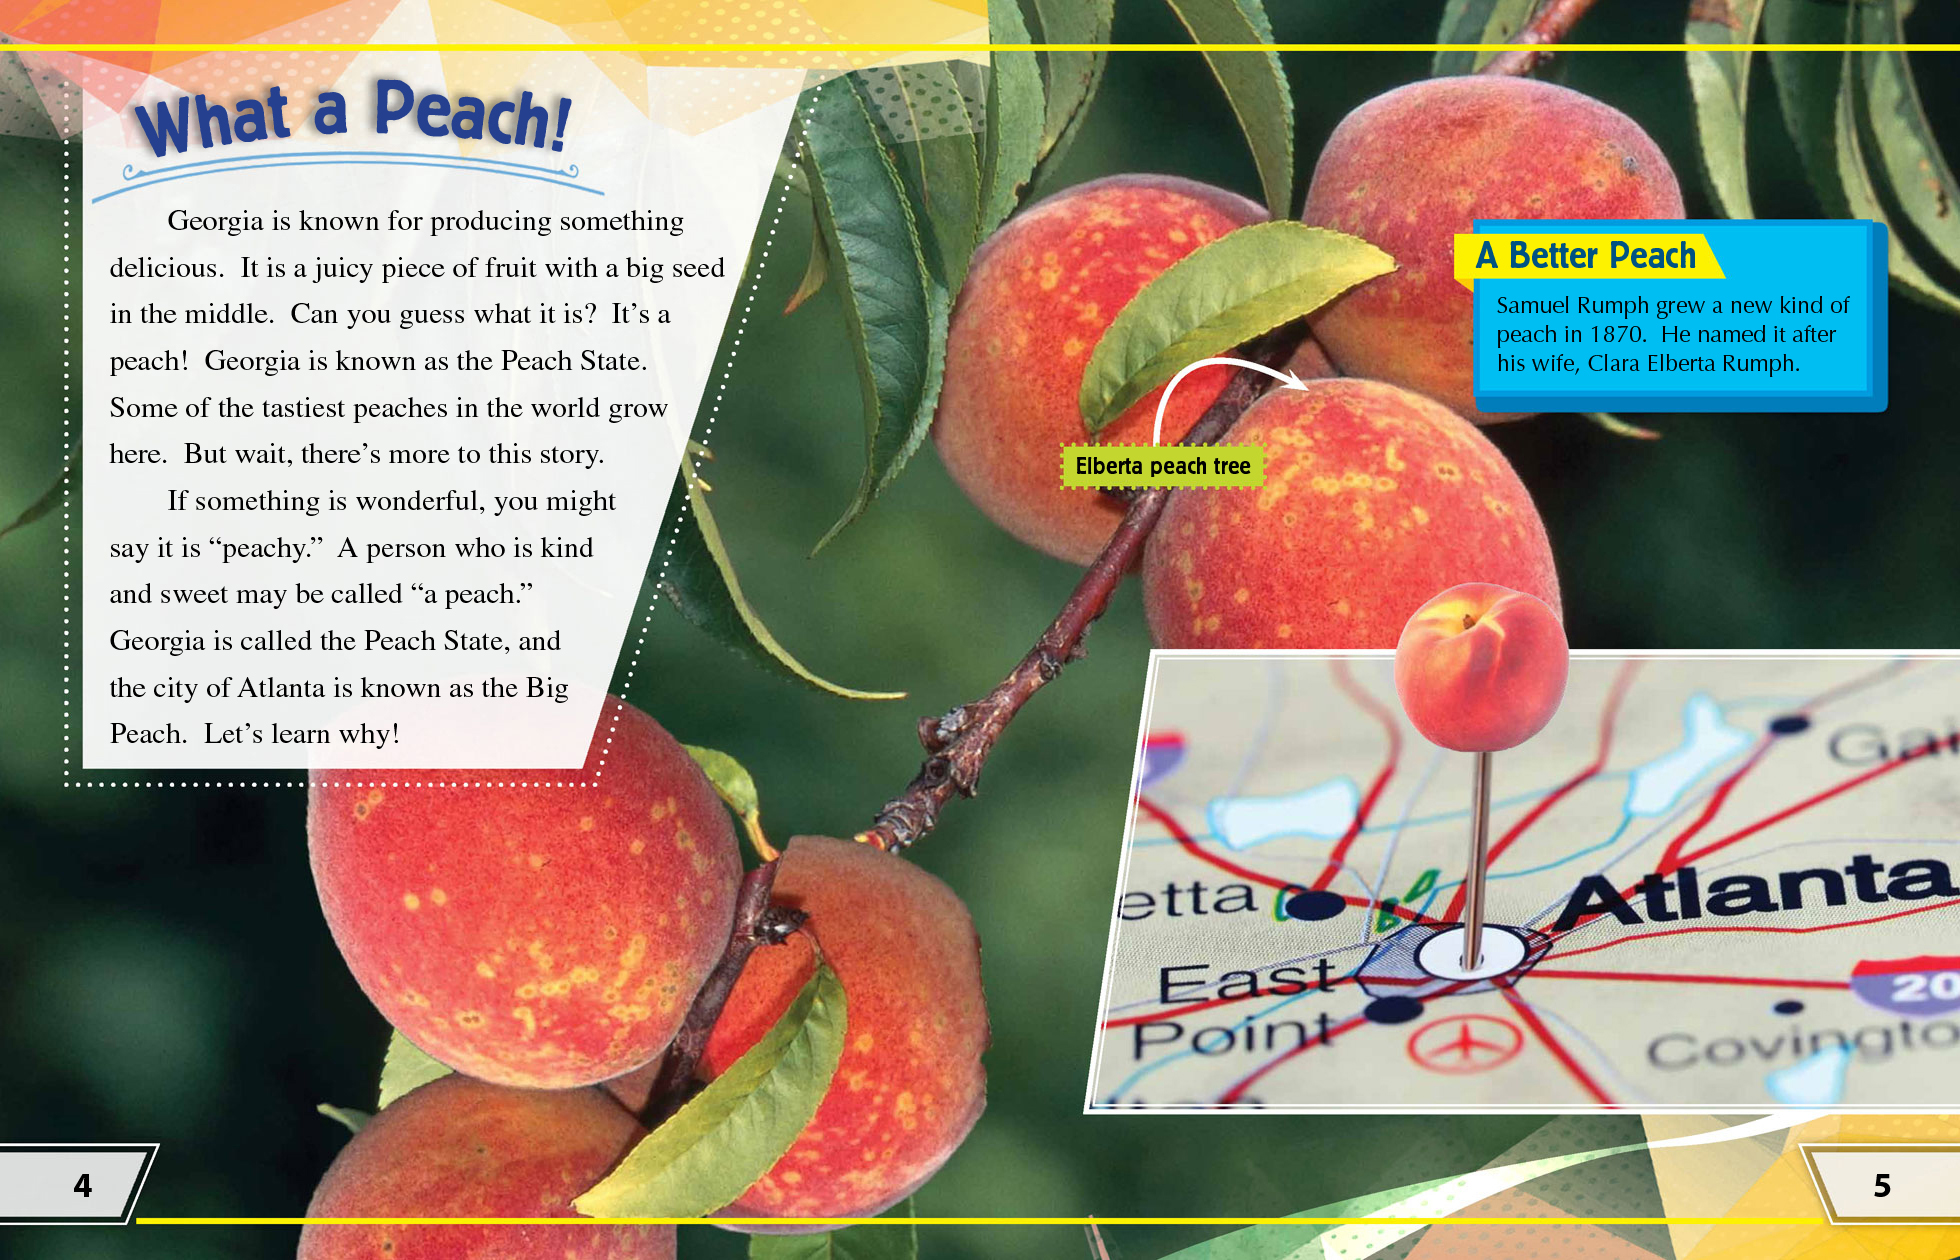 What a Peach!
Georgia is known for producing something
delicious.  It is a juicy piece of fruit with a big seed
in the middle.  Can you guess what it is?  It’s a
peach!  Georgia is known as the Peach State.
Some of the tastiest peaches in the world grow
here.  But wait, there’s more to this story.
If something is wonderful, you might
say it is “peachy.”  A person who is kind
and sweet may be called “a peach.”
Georgia is called the Peach State, and
the city of Atlanta is known as the Big
Peach.  Let’s learn why!
A Better Peach
Samuel Rumph grew a new kind of
peach in 1870.  He named it after
his wife, Clara Elberta Rumph.
Elberta peach tree
Gai
etta
Atlanta
East
Point
20
Covingto
4
5